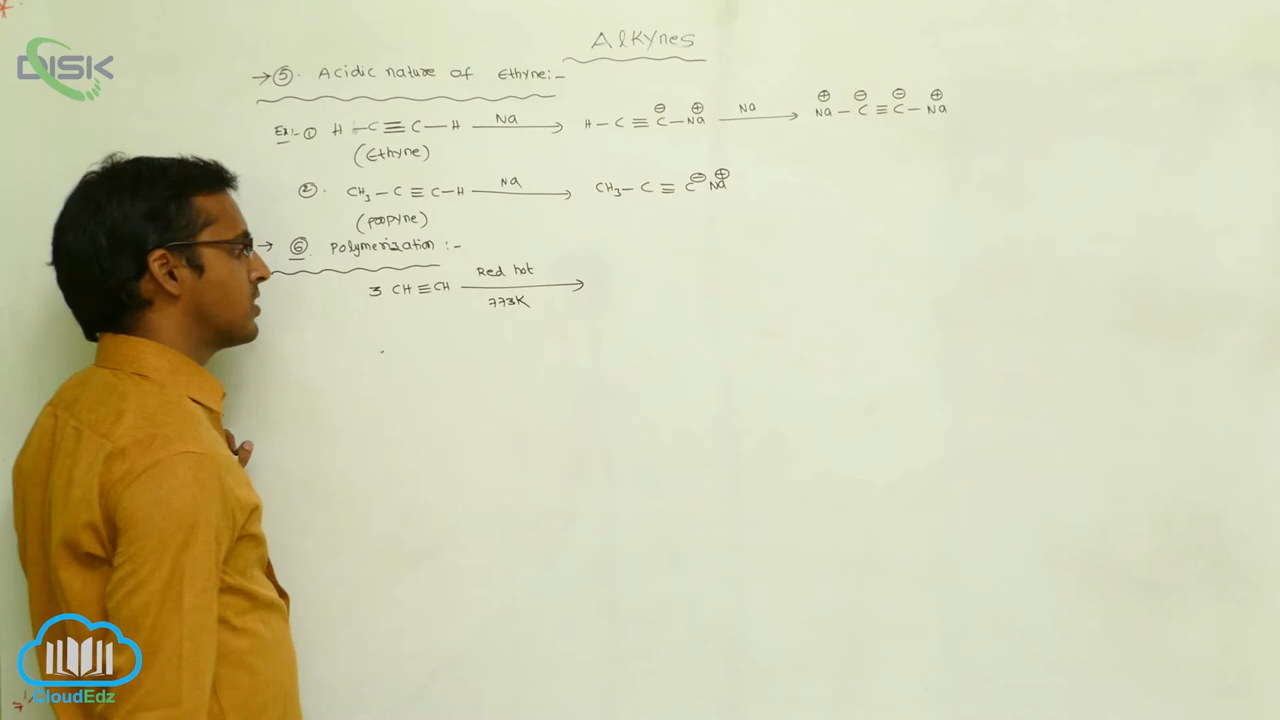 DISK
Alkynes
→ ⑤. Acidic nature of Ethyne:-
Ex:- ① H - C ≡ C - H Na → H - C ≡ C⊖ - Na⊕ Na → Na⊕ - C⊖ ≡ C⊖ - Na⊕
(Ethyne)
②. CH₃ - C ≡ C - H Na → CH₃ - C ≡ C⊖ Na⊕
(propyne)
→ ⑥. Polymerization :-
3 CH ≡ CH Red hot 773K →
CloudEdz